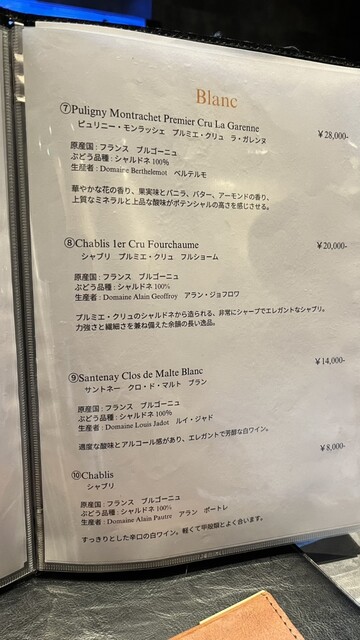 Blanc
⑦Puligny Montrachet Premier Cru La Garenne
ピュリニー・モンラッシェ プルミエ・クリュ ラ・ガレンヌ
￥28,000-
原産国 : フランス ブルゴーニュ
ぶどう品種 : シャルドネ 100％
生産者 : Domaine Berthelemot ベルテルモ
華やかな花の香り、果実味とバニラ、バター、アーモンドの香り、
上質なミネラルと上品な酸味がポテンシャルの高さを感じさせる。
⑧Chablis 1er Cru Fourchaume
￥20,000-
シャブリ プルミエ・クリュ フルショーム
原産国 : フランス ブルゴーニュ
ぶどう品種 : シャルドネ 100％
生産者 : Domaine Alain Geoffroy アラン・ジョフロワ
プルミエ・クリュのシャルドネから造られる、非常にシャープでエレガントなシャブリ。
力強さと繊細さを兼ね備えた余韻の長い逸品。
⑨Santenay Clos de Malte Blanc
￥14,000-
サントネー クロ・ド・マルト ブラン
原産国 : フランス ブルゴーニュ
ぶどう品種 : シャルドネ 100％
生産者 : Domaine Louis Jadot ルイ・ジャド
適度な酸味とアルコール感があり、エレガントで芳醇な白ワイン。
⑩Chablis
￥8,000-
シャブリ
原産国 : フランス ブルゴーニュ
ぶどう品種 : シャルドネ 100％
生産者 : Domaine Alain Pautre アラン ポートレ
すっきりとした辛口の白ワイン。軽くて甲殻類とよく合います。